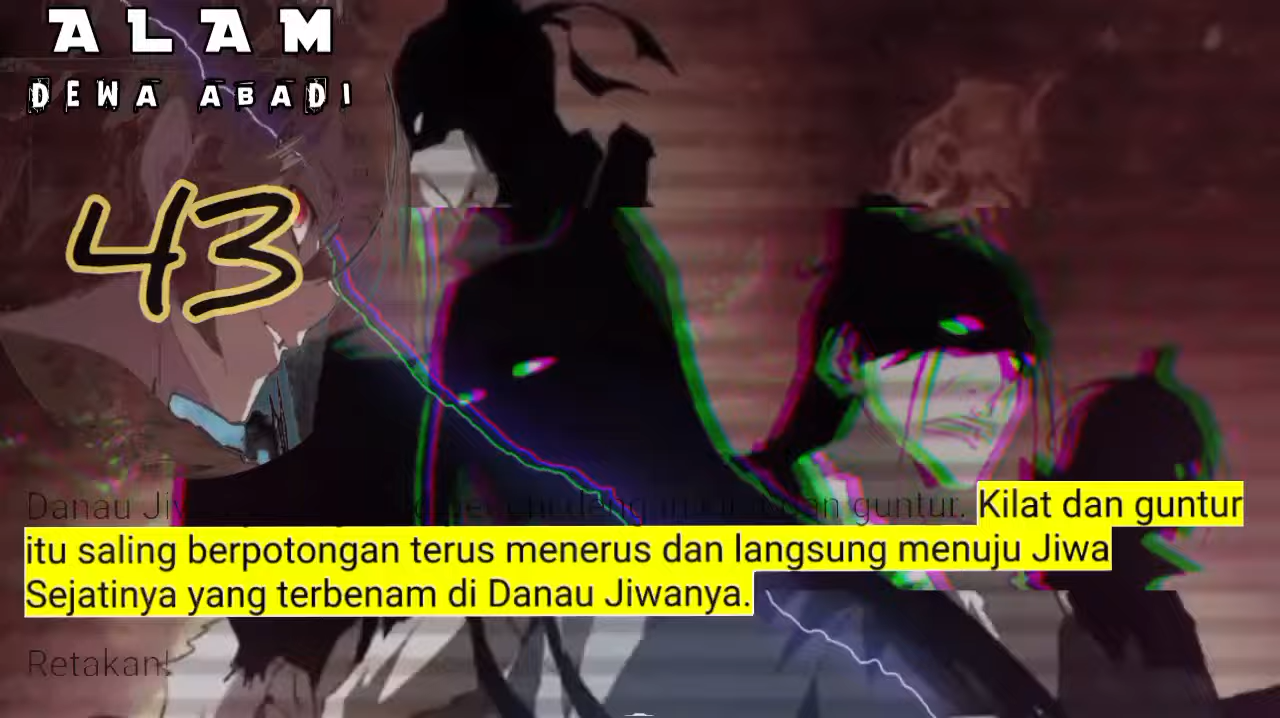 ALAM
DEWA ABADI
43
Danau guntur. Kilat dan guntur
itu saling berpotongan terus menerus dan langsung menuju Jiwa
Sejatinya yang terbenam di Danau Jiwanya.
Retakan!